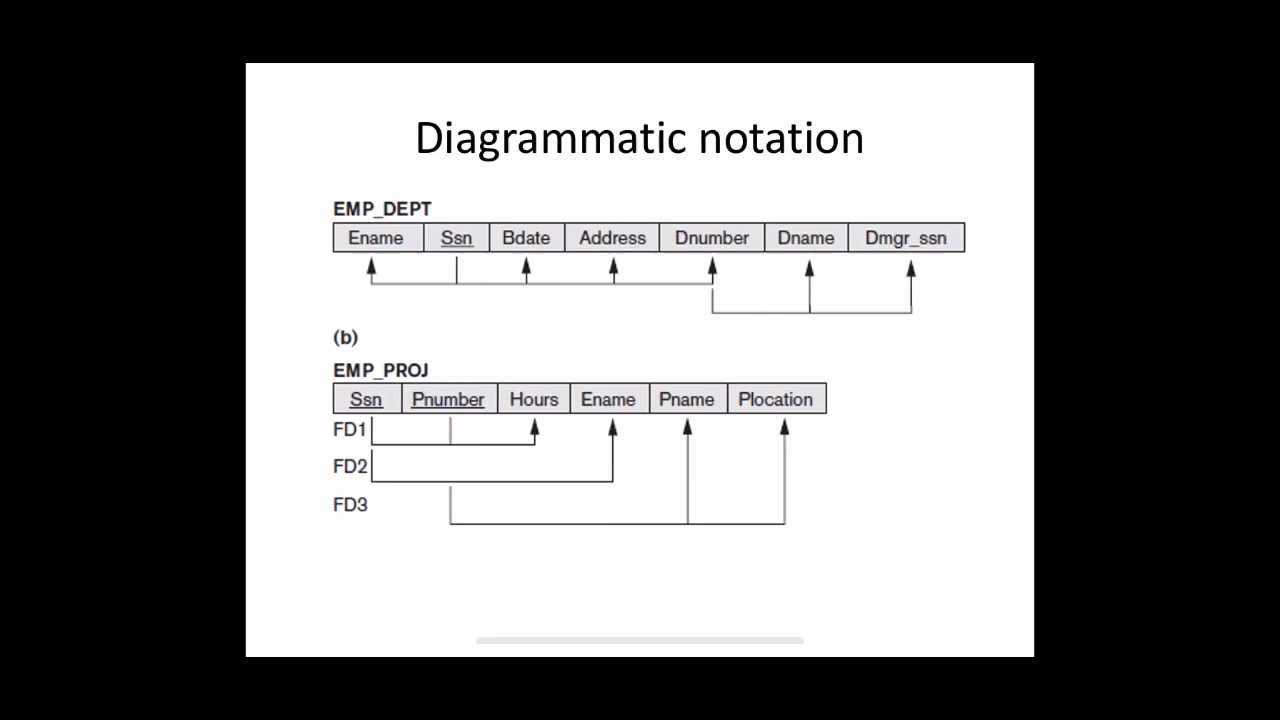 Diagrammatic notation
EMP_DEPT
Ename Ssn Bdate Address Dnumber Dname Dmgr_ssn
(b)
EMP_PROJ
Ssn Pnumber Hours Ename Pname Plocation
FD1
FD2
FD3